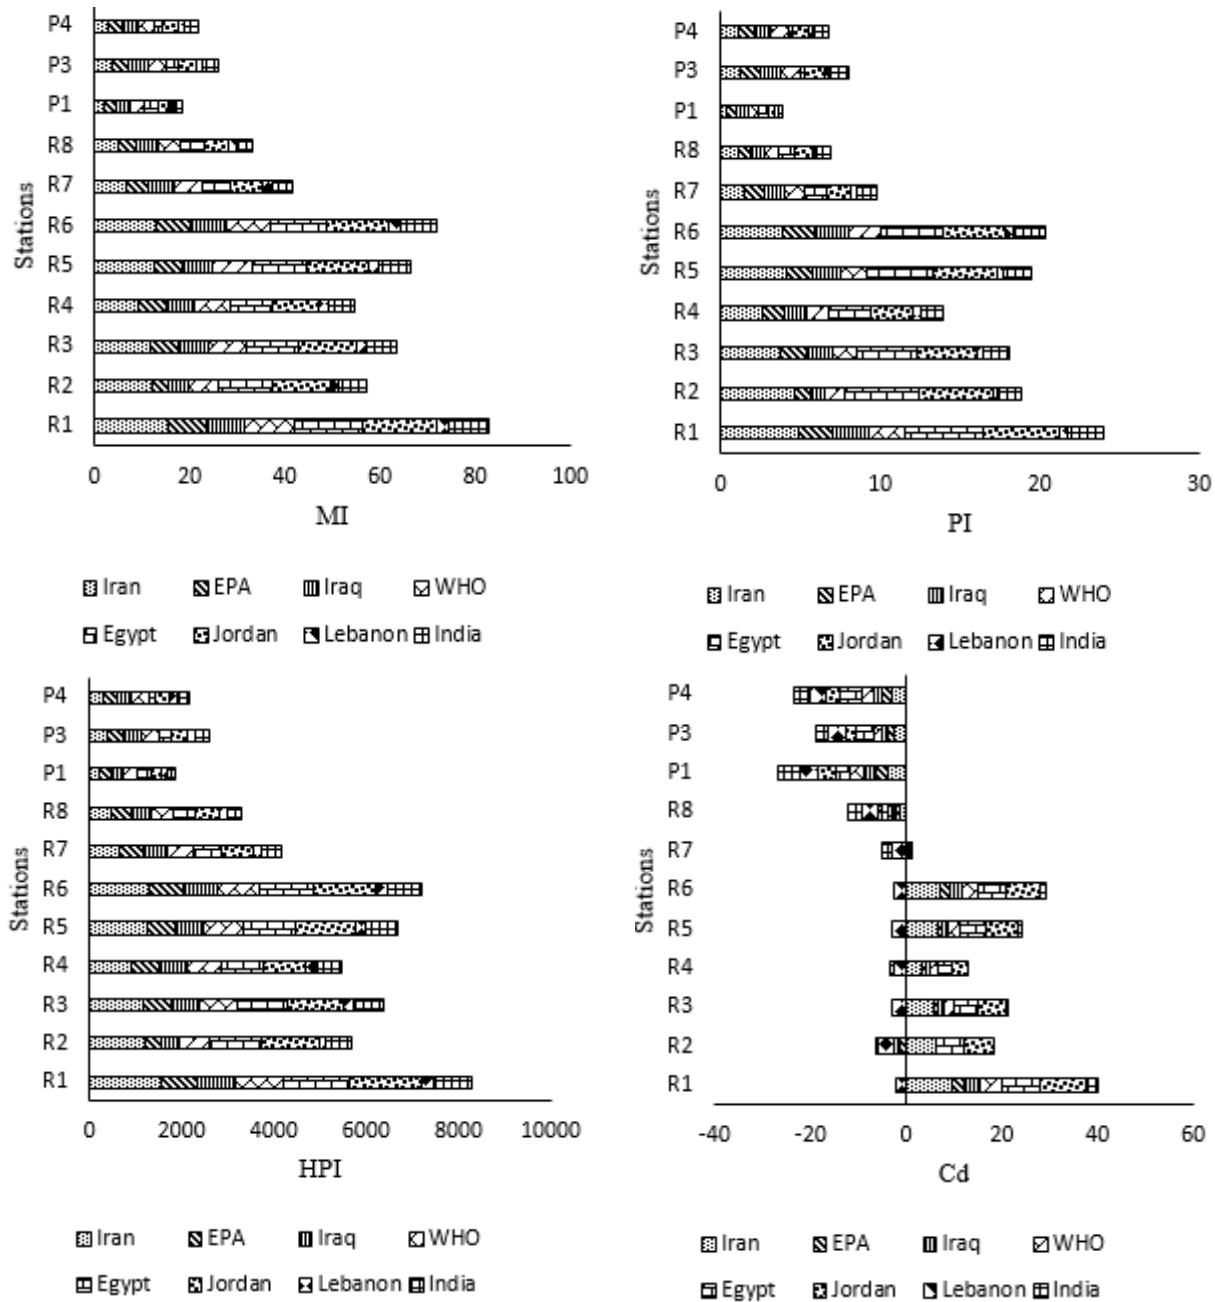 P4
P3
P1
R8
R7
R6
R5
R4
R3
R2
R1
Stations
0 20 40 60 80 100
MI
Iran EPA Iraq WHO
Egypt Jordan Lebanon India
P4
P3
P1
R8
R7
R6
R5
R4
R3
R2
R1
Stations
0 10 20 30
PI
Iran EPA Iraq WHO
Egypt Jordan Lebanon India
P4
P3
P1
R8
R7
R6
R5
R4
R3
R2
R1
Stations
0 2000 4000 6000 8000 10000
HPI
Iran EPA Iraq WHO
Egypt Jordan Lebanon India
P4
P3
P1
R8
R7
R6
R5
R4
R3
R2
R1
Stations
-40 -20 0 20 40 60
Cd
Iran EPA Iraq WHO
Egypt Jordan Lebanon India